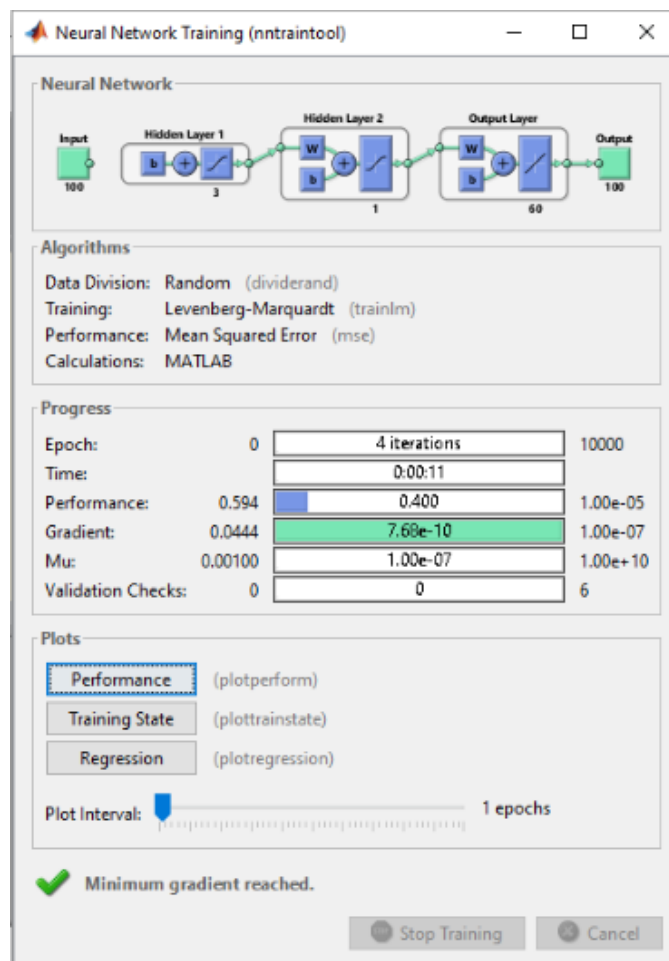 Neural Network Training (nntraintool)
Neural Network
Input
100
Hidden Layer 1
b
+
3
Hidden Layer 2
W
b
+
1
Output Layer
W
b
+
60
Output
100
Algorithms
Data Division: Random (dividerand)
Training: Levenberg-Marquardt (trainlm)
Performance: Mean Squared Error (mse)
Calculations: MATLAB
Progress
Epoch: 0 4 iterations 10000
Time: 0:00:11
Performance: 0.594 0.400 1.00e-05
Gradient: 0.0444 7.68e-10 1.00e-07
Mu: 0.00100 1.00e-07 1.00e+10
Validation Checks: 0 0 6
Plots
Performance (plotperform)
Training State (plottrainstate)
Regression (plotregression)
Plot Interval: 1 epochs
Minimum gradient reached.
Stop Training Cancel